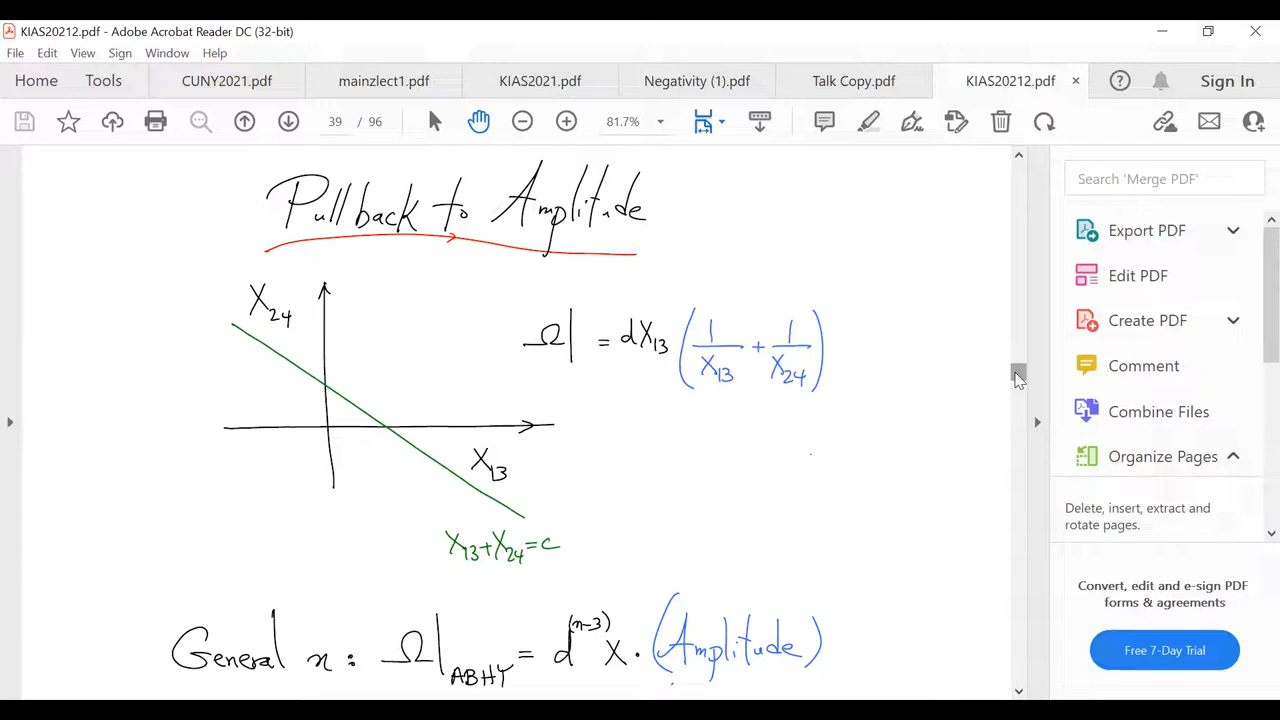 KIAS20212.pdf - Adobe Acrobat Reader DC (32-bit)
File Edit View Sign Window Help
Home Tools CUNY2021.pdf mainzlect1.pdf KIAS2021.pdf Negativity (1).pdf Talk Copy.pdf KIAS20212.pdf × Sign In
39 / 96 81.7%
Pullback to Amplitude
X₂₄
Ω| = dX₁₃ (1/X₁₃ + 1/X₂₄)
X₁₃
X₁₃+X₂₄=c
General n: Ω|ABHY = d⁽ⁿ⁻³⁾X · (Amplitude)
Search 'Merge PDF'
Export PDF
Edit PDF
Create PDF
Comment
Combine Files
Organize Pages
Delete, insert, extract and
rotate pages.
Convert, edit and e-sign PDF
forms & agreements
Free 7-Day Trial